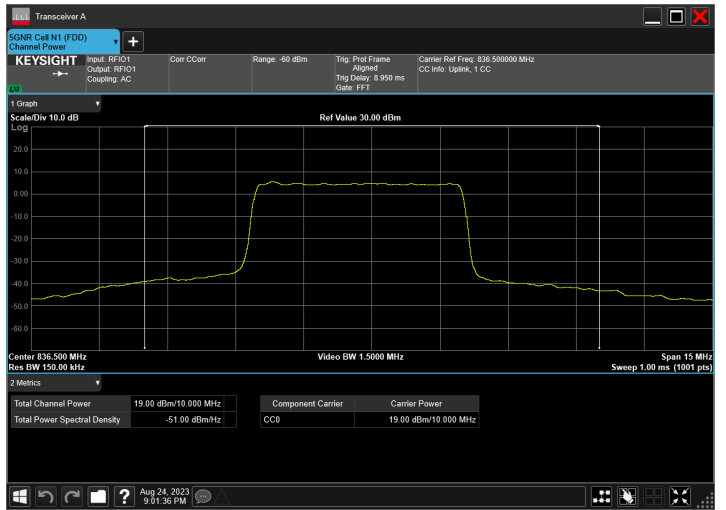 Transceiver A
5GNR Cell N1 (FDD)
Channel Power
KEYSIGHT
LXI
Input: RFIO1
Output: RFIO1
Coupling: AC
Corr CCorr
Range: -60 dBm
Trig: Prot Frame
Aligned
Trig Delay: 8.950 ms
Gate: FFT
Carrier Ref Freq: 836.500000 MHz
CC Info: Uplink, 1 CC
1 Graph
Scale/Div 10.0 dB
Ref Value 30.00 dBm
Log
20.0
10.0
0.00
-10.0
-20.0
-30.0
-40.0
-50.0
-60.0
Center 836.500 MHz
Video BW 1.5000 MHz
Span 15 MHz
Res BW 150.00 kHz
Sweep 1.00 ms (1001 pts)
2 Metrics
Total Channel Power 19.00 dBm/10.000 MHz
Total Power Spectral Density -51.00 dBm/Hz
Component Carrier Carrier Power
CC0 19.00 dBm/10.000 MHz
Aug 24, 2023
9:01:36 PM